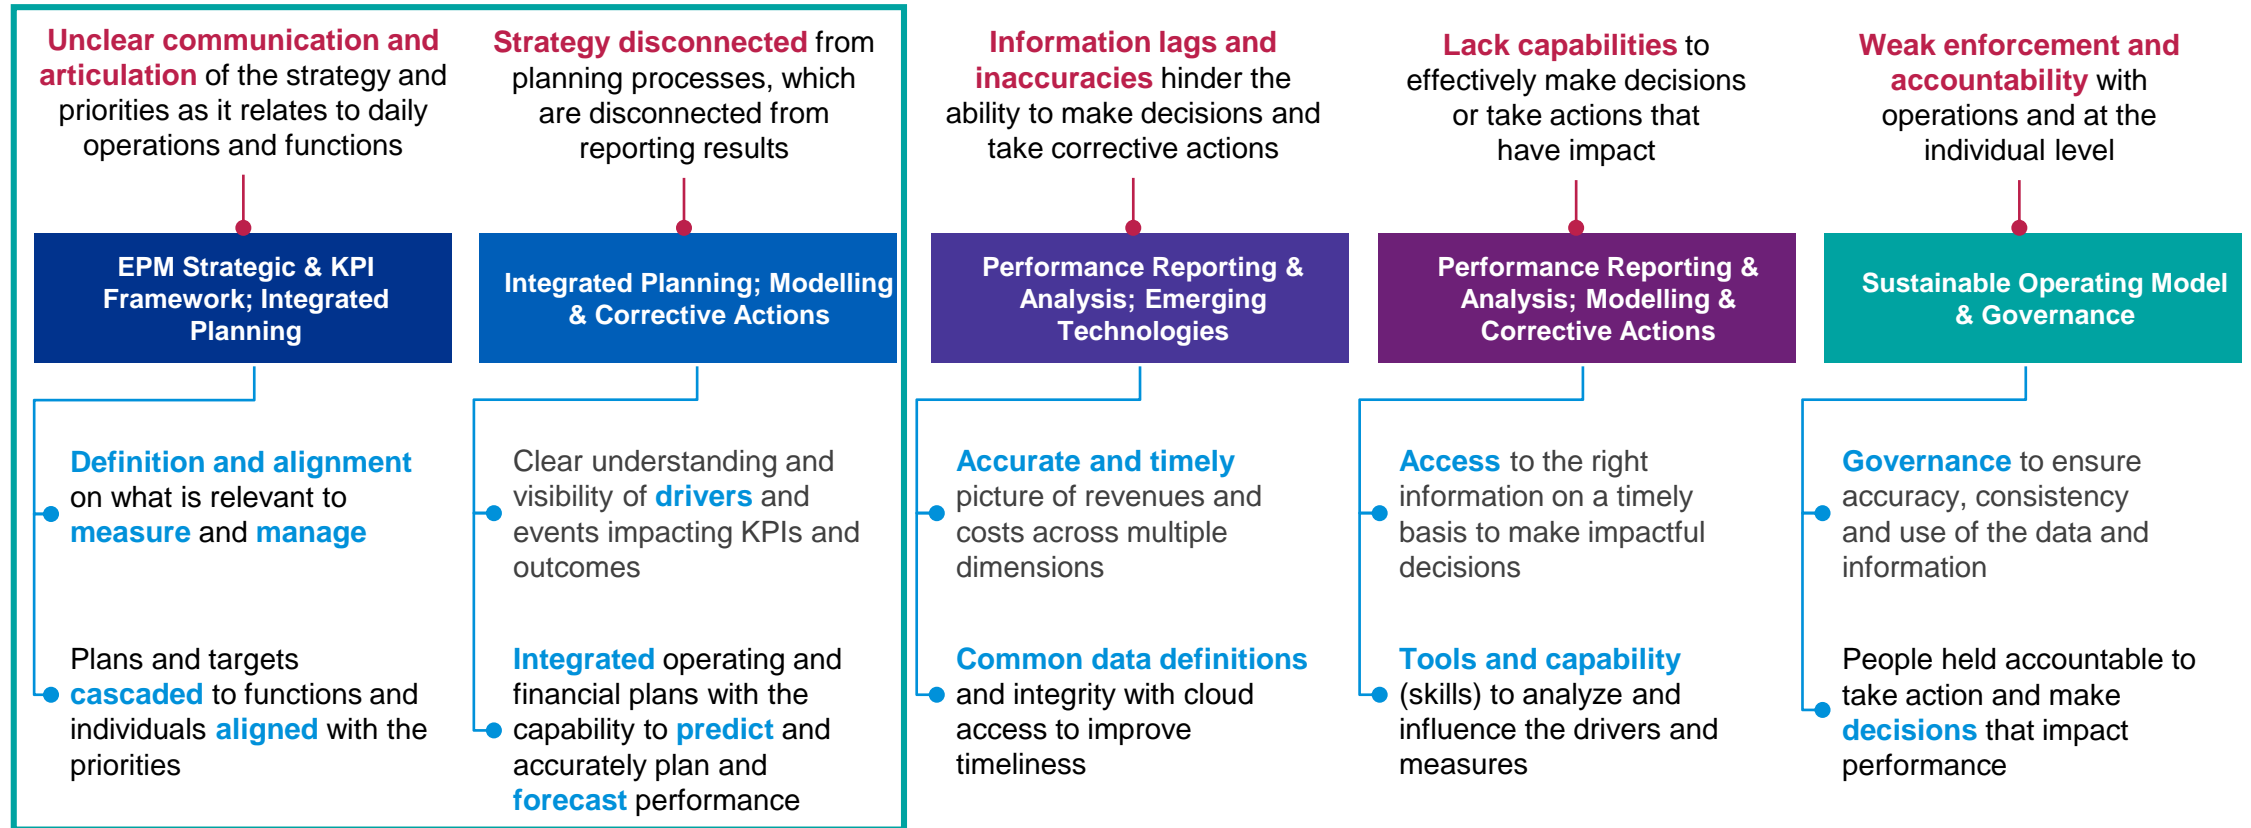 Unclear communication and
articulation of the strategy and
priorities as it relates to daily
operations and functions
Strategy disconnected from
planning processes, which
are disconnected from
reporting results
Information lags and
inaccuracies hinder the
ability to make decisions and
take corrective actions
Lack capabilities to
effectively make decisions
or take actions that
have impact
Weak enforcement and
accountability with
operations and at the
individual level
EPM Strategic & KPI
Framework; Integrated
Planning
Integrated Planning; Modelling
& Corrective Actions
Performance Reporting &
Analysis; Emerging
Technologies
Performance Reporting &
Analysis; Modelling &
Corrective Actions
Sustainable Operating Model
& Governance
Definition and alignment
on what is relevant to
measure and manage
Clear understanding and
visibility of drivers and
events impacting KPIs and
outcomes
Accurate and timely
picture of revenues and
costs across multiple
dimensions
Access to the right
information on a timely
basis to make impactful
decisions
Governance to ensure
accuracy, consistency
and use of the data and
information
Plans and targets
cascaded to functions and
individuals aligned with the
priorities
Integrated operating and
financial plans with the
capability to predict and
accurately plan and
forecast performance
Common data definitions
and integrity with cloud
access to improve
timeliness
Tools and capability
(skills) to analyze and
influence the drivers and
measures
People held accountable to
take action and make
decisions that impact
performance